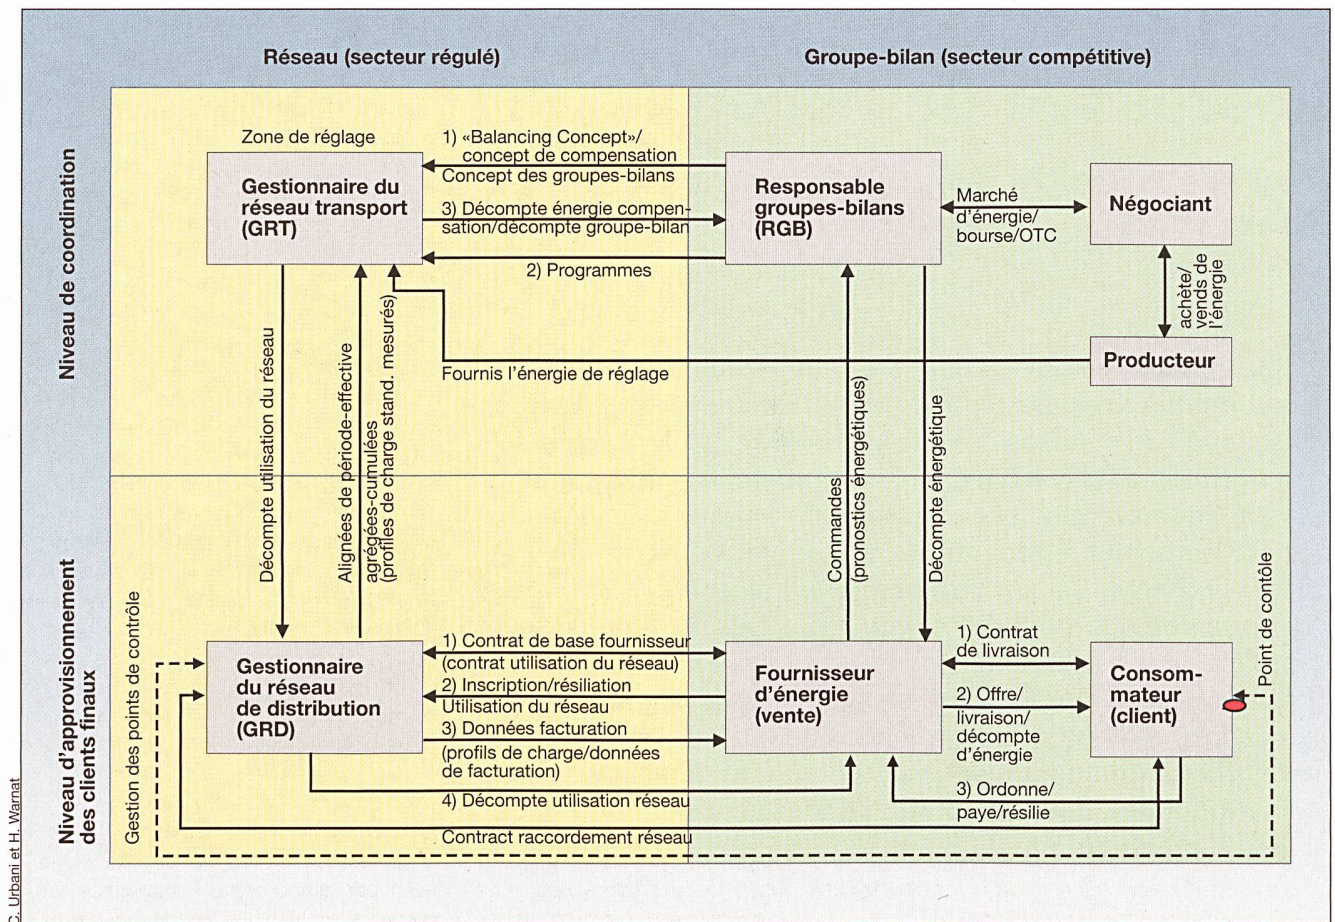 Réseau (secteur régulé)
Groupe-bilan (secteur compétitive)
Niveau de coordination
Zone de réglage
Gestionnaire du
réseau transport
(GRT)
1) «Balancing Concept»/
concept de compensation
Concept des groupes-bilans
3) Décompte énergie compen-
sation/décompte groupe-bilan
2) Programmes
Responsable
groupes-bilans
(RGB)
Marché
d'énergie/
bourse/OTC
Négociant
achète/
vends de
l'énergie
Producteur
Fournis l'énergie de réglage
Décompte utilisation du réseau
Alignées de période-effective
agrégées-cumulées
(profiles de charge stand. mesurés)
Commandes
(pronostics énergétiques)
Décompte énergétique
Niveau d'approvisionnement
des clients finaux
Gestion des points de contrôle
Gestionnaire
du réseau
de distribution
(GRD)
1) Contrat de base fournisseur
(contrat utilisation du réseau)
2) Inscription/résiliation
Utilisation du réseau
3) Données facturation
(profils de charge/données
de facturation)
4) Décompte utilisation réseau
Contract raccordement réseau
Fournisseur
d'énergie
(vente)
1) Contrat
de livraison
2) Offre/
livraison/
décompte
d'énergie
3) Ordonne/
paye/résilie
Consom-
mateur
(client)
Point de contôle
C. Urbani et H. Warnat